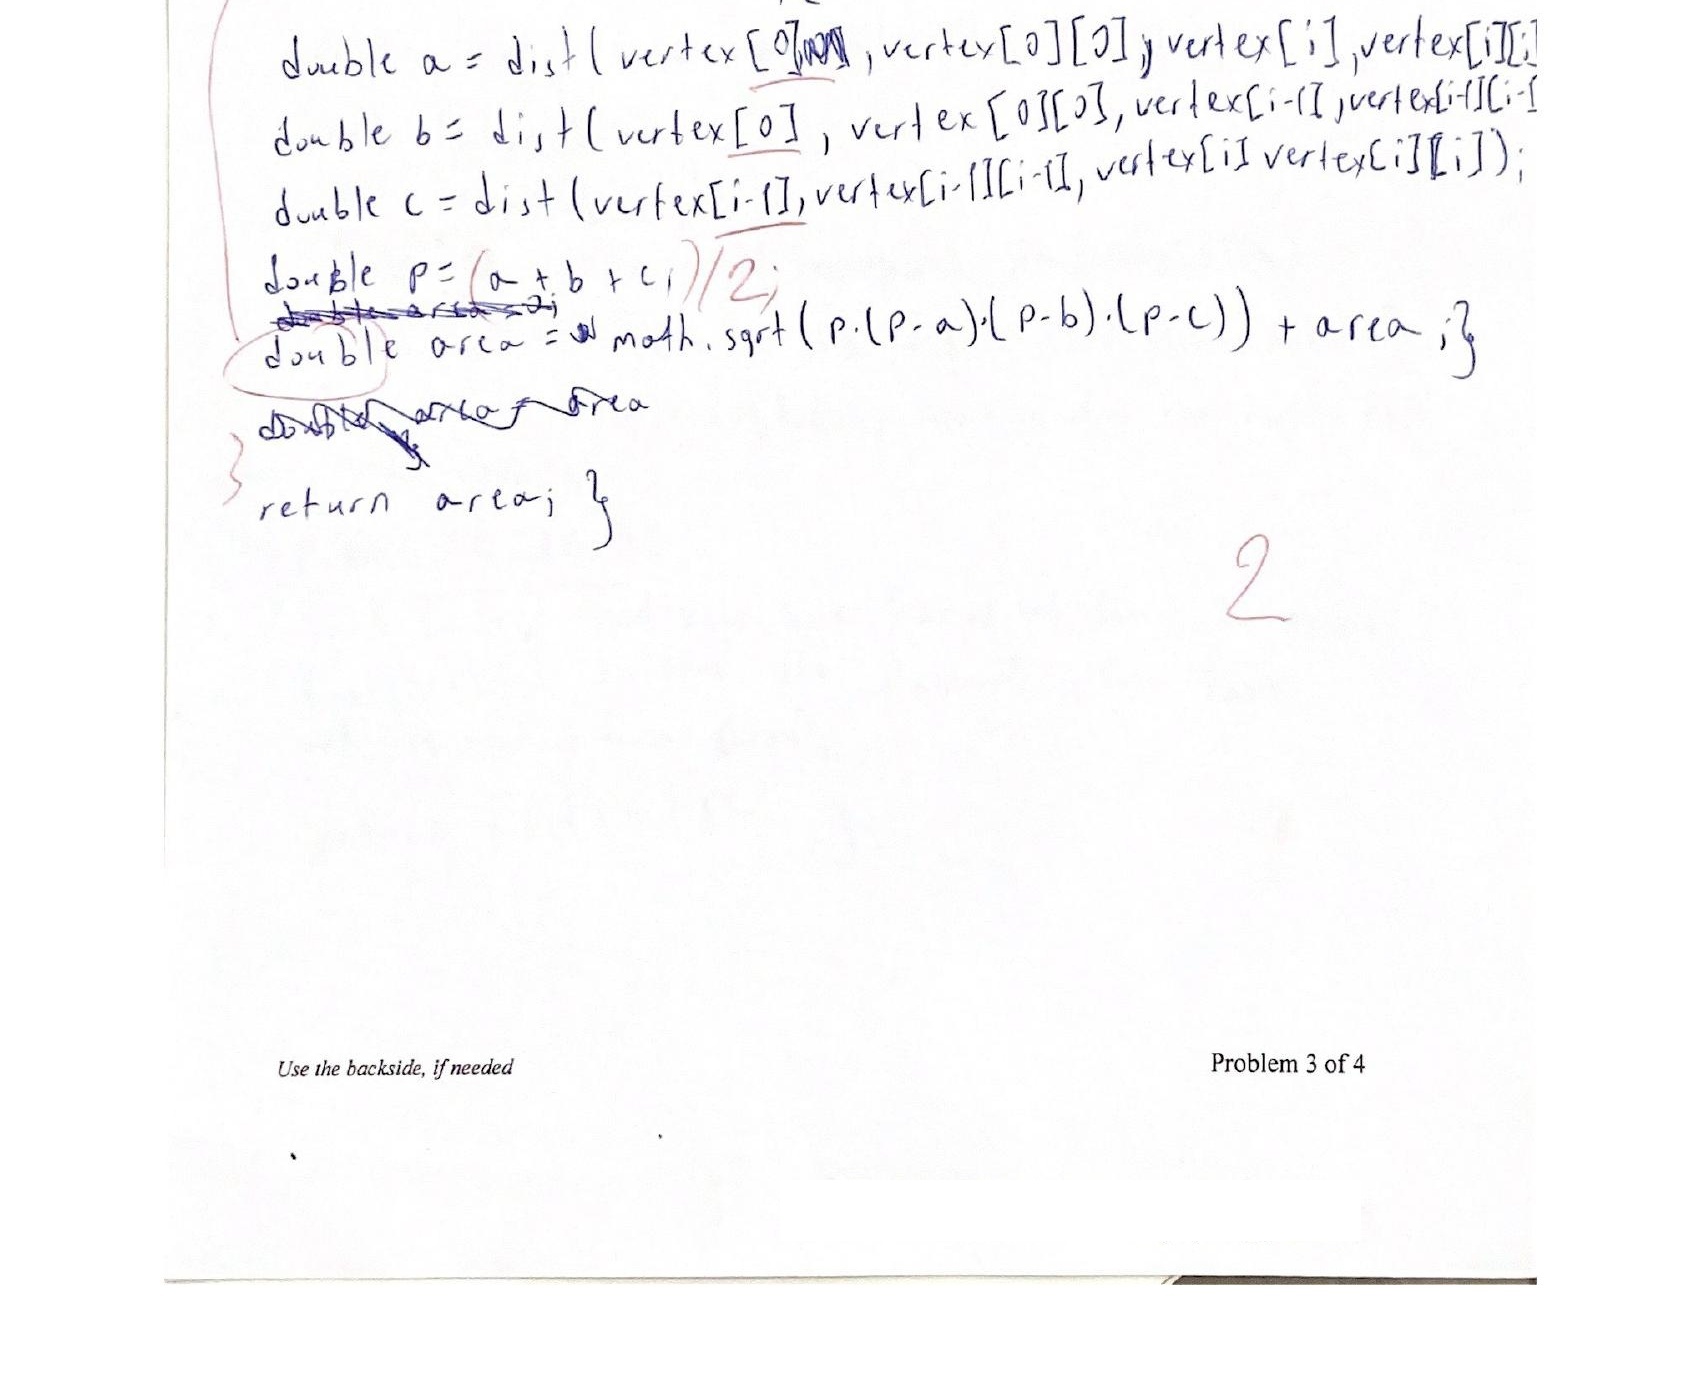 double a = dist ( vertex [ 0 ] , vertex [0] [0] , vertex [ i ] , vertex [i] [i]
double b = dist ( vertex [0] , vertex [0] [0] , vertex [i-1] , vertex [i-1] [i-1
double c = dist ( vertex [i-1] , vertex [i-1] [i-1] , vertex [i] vertex [i] [i] ) ;
double p = ( a + b + c ; ) / 2 ;
double area = 0 ;
double area = math . sqrt ( p . ( p - a ) . ( p - b ) . ( p - c ) ) + area ; }
double area = area
}
} return area ; }
2
Use the backside, if needed
Problem 3 of 4